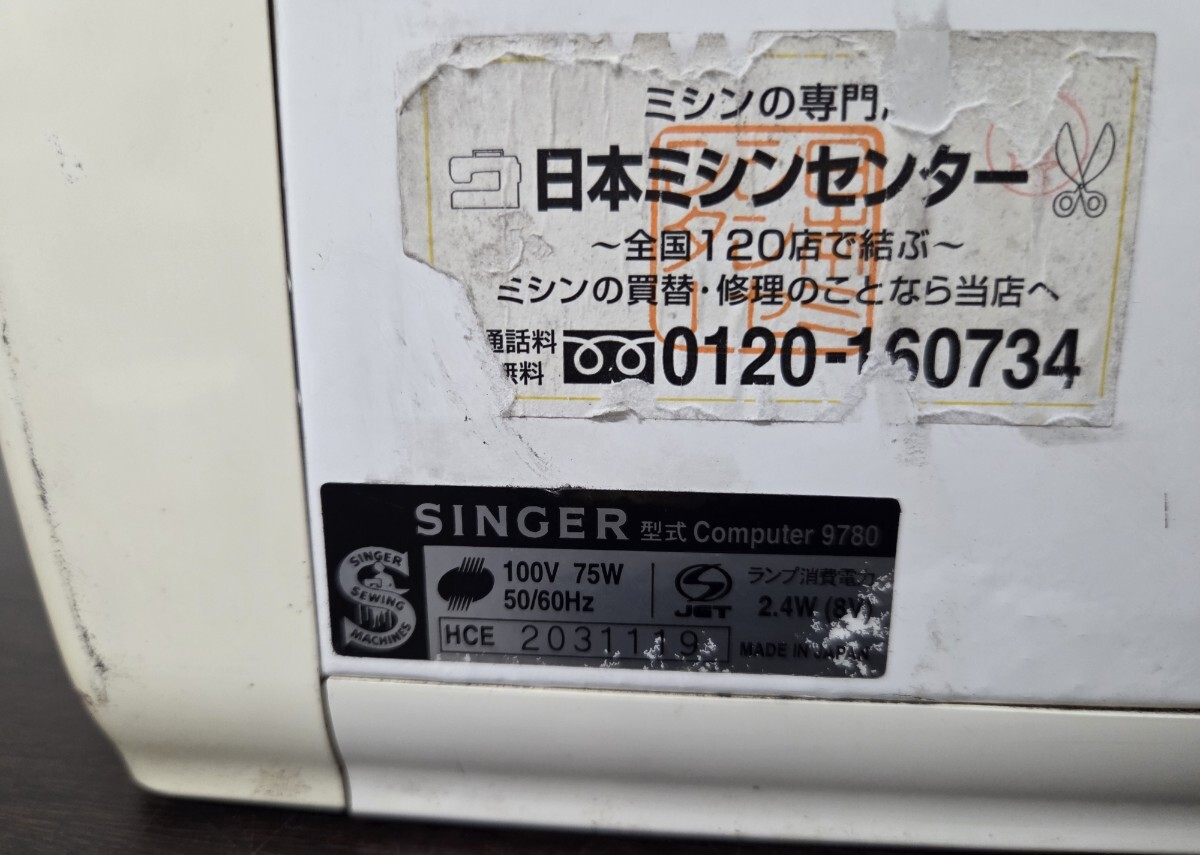 ミシンの専門
日本ミシンセンター
～全国120店で結ぶ～
ミシンの買替・修理のことなら当店へ
通話料
無料
0120-160734
SINGER 型式 Computer 9780
SINGER
SEWING
MACHINES
100V 75W
50/60Hz
JET
ランプ消費電力
2.4W (8V)
HCE 2031119
MADE IN JAPAN